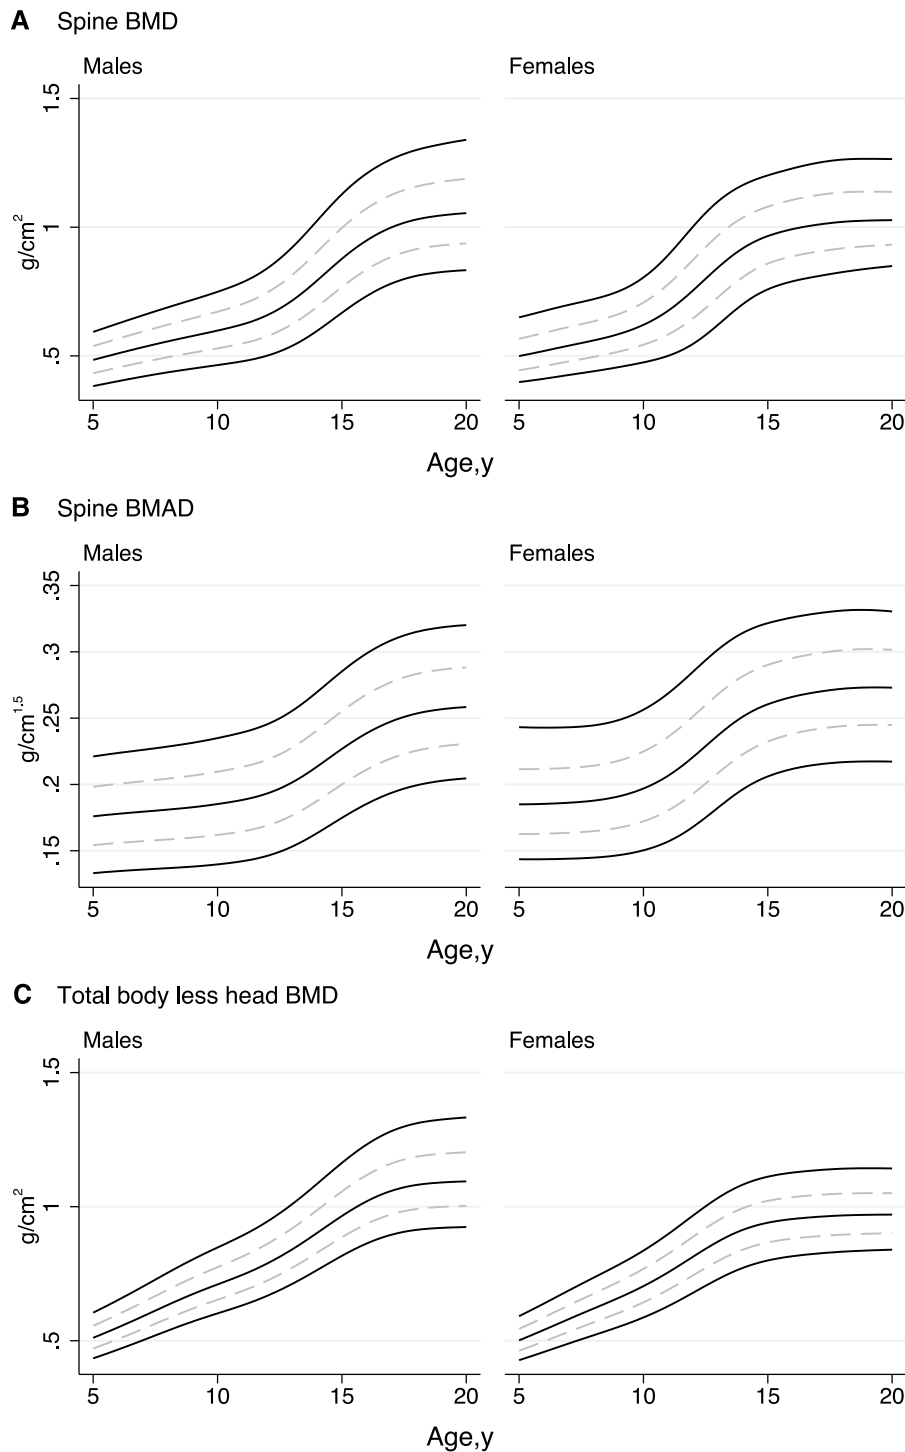 A Spine BMD
Males Females
1.5
1
.5
g/cm2
5 10 15 20 5 10 15 20
Age,y
B Spine BMAD
Males Females
.35
.3
.25
.2
.15
g/cm1.5
5 10 15 20 5 10 15 20
Age,y
C Total body less head BMD
Males Females
1.5
1
.5
g/cm2
5 10 15 20 5 10 15 20
Age,y